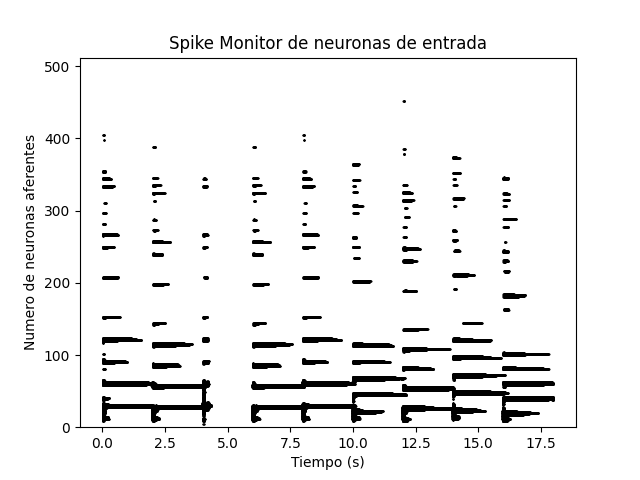 Spike Monitor de neuronas de entrada
500
400
300
200
100
0
Numero de neuronas aferentes
0.0 2.5 5.0 7.5 10.0 12.5 15.0 17.5
Tiempo (s)